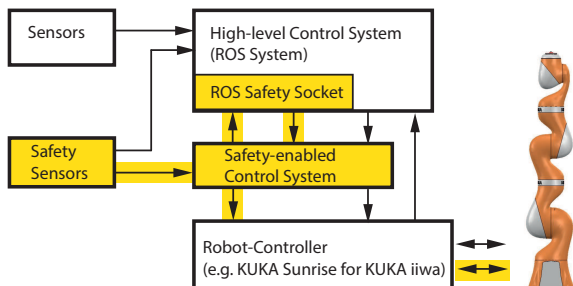 Sensors
High-level Control System
(ROS System)
ROS Safety Socket
Safety
Sensors
Safety-enabled
Control System
Robot-Controller
(e.g. KUKA Sunrise for KUKA iiwa)